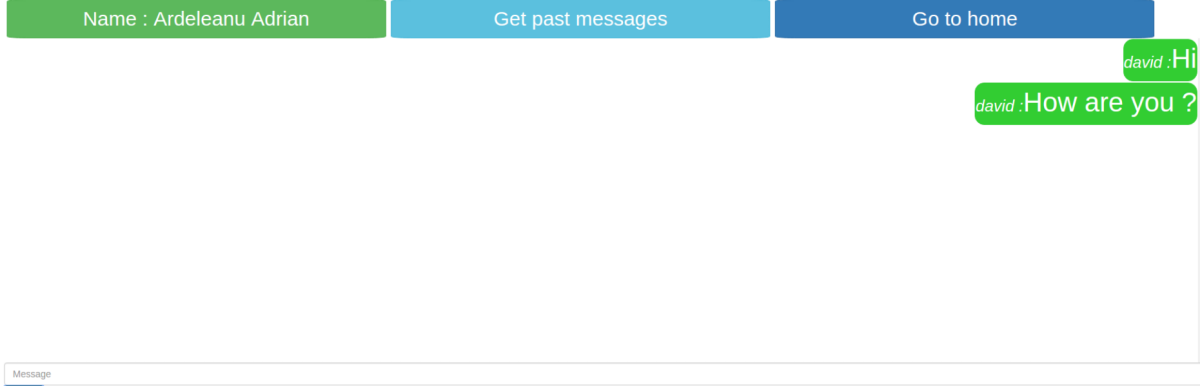 Name : Ardeleanu Adrian
Get past messages
Go to home
david :Hi
david :How are you ?
Message